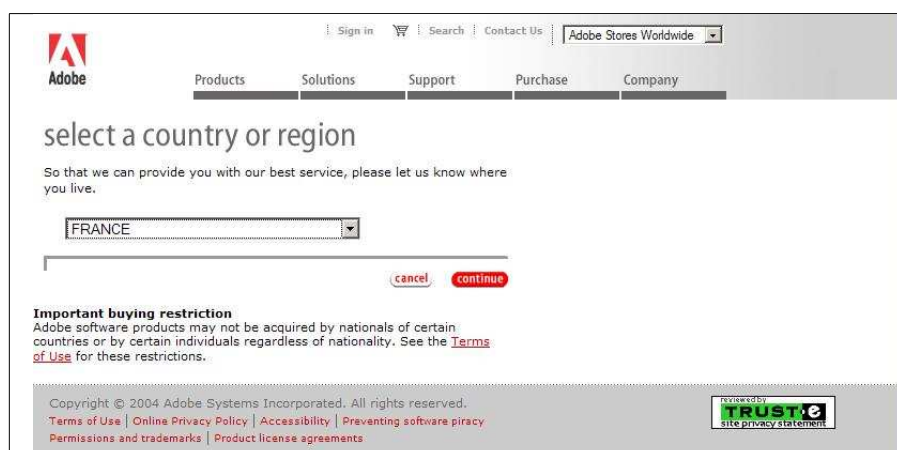 Sign in | Search | Contact Us | Adobe Stores Worldwide
Adobe
Products Solutions Support Purchase Company
select a country or region
So that we can provide you with our best service, please let us know where
you live.
FRANCE
cancel continue
Important buying restriction
Adobe software products may not be acquired by nationals of certain
countries or by certain individuals regardless of nationality. See the Terms
of Use for these restrictions.
Copyright © 2004 Adobe Systems Incorporated. All rights reserved.
Terms of Use | Online Privacy Policy | Accessibility | Preventing software piracy
Permissions and trademarks | Product license agreements
reviewed by
TRUST e
site privacy statement